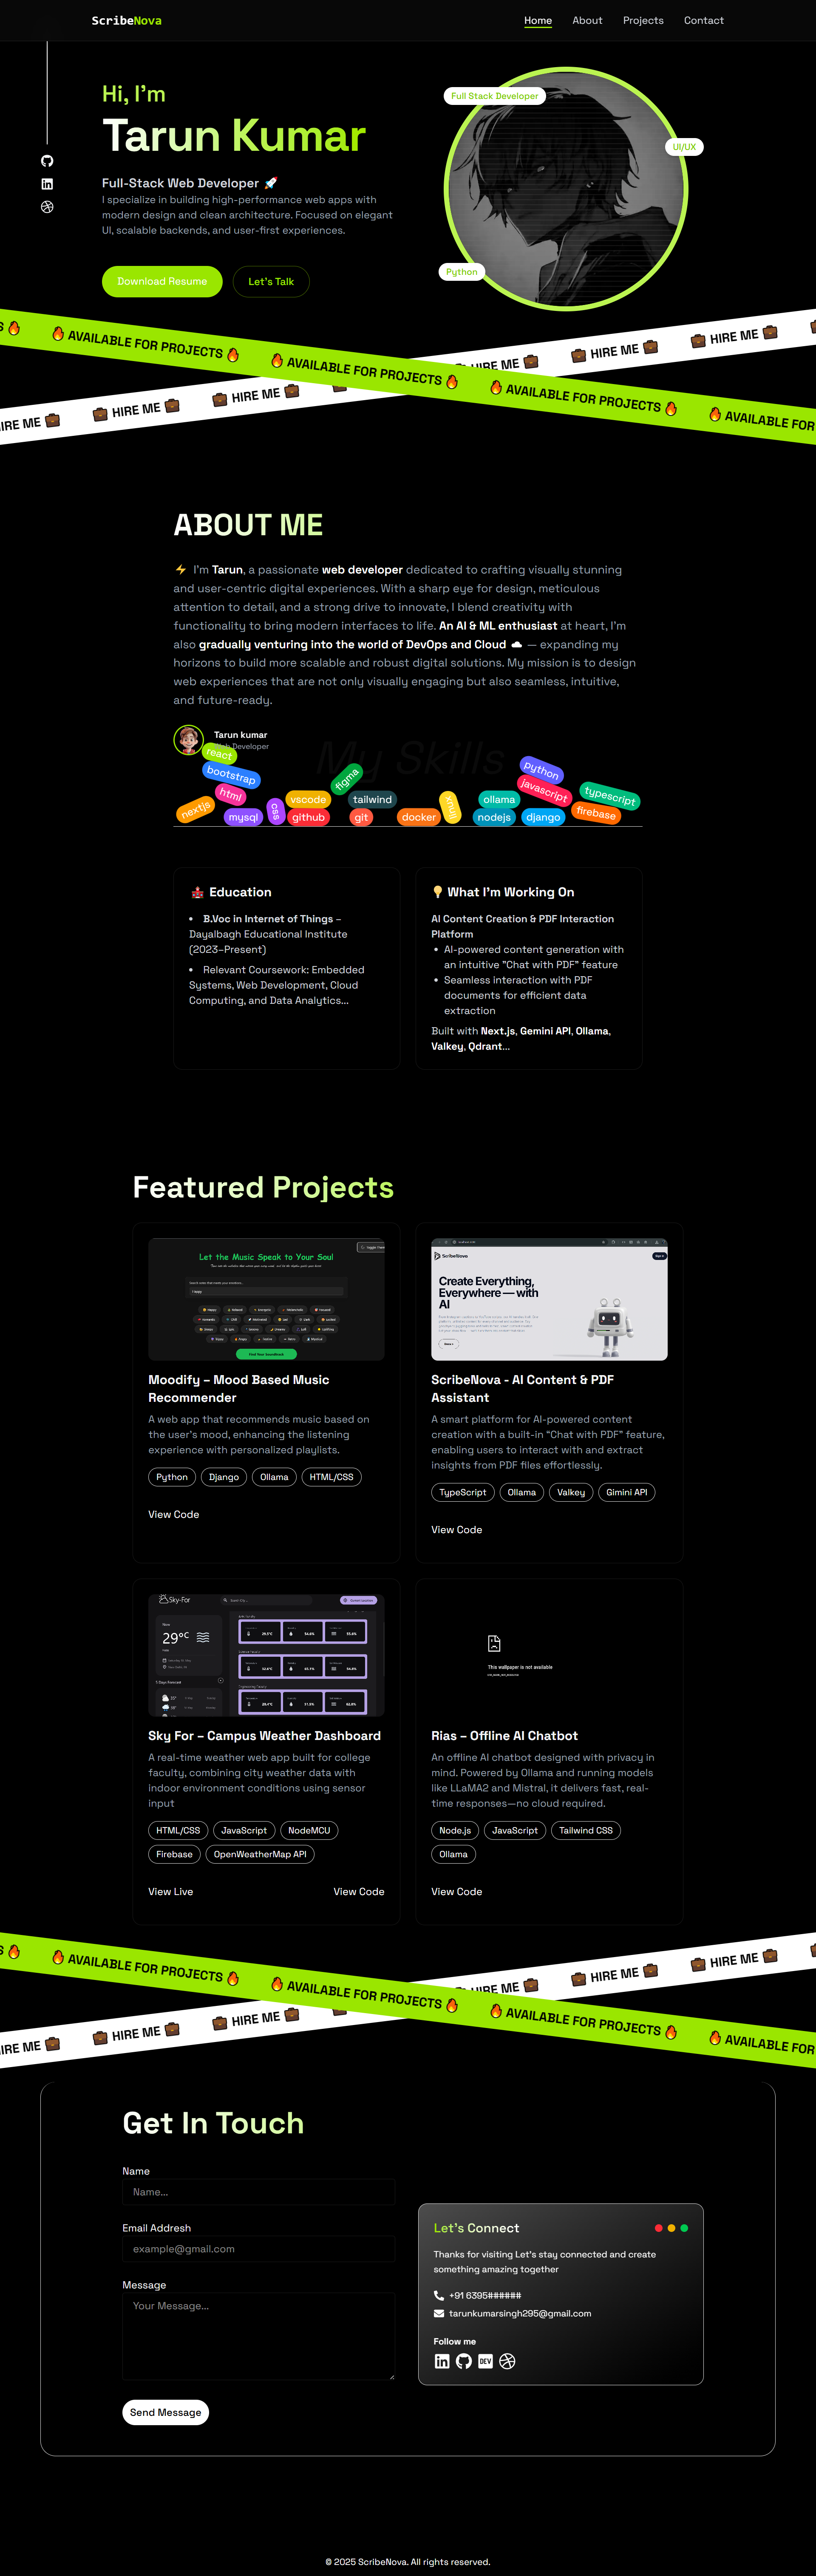 ScribeNova
Home About Projects Contact
Hi, I'm
Tarun Kumar
Full-Stack Web Developer 🚀
I specialize in building high-performance web apps with
modern design and clean architecture. Focused on elegant
UI, scalable backends, and user-first experiences.
Download Resume Let's Talk
Full Stack Developer
UI/UX
Python
S 🔥 🔥 AVAILABLE FOR PROJECTS 🔥 🔥 AVAILABLE FOR PROJECTS 🔥 🔥 AVAILABLE FOR PROJECTS 🔥 🔥 AVAILABLE FOR
IRE ME 💼 💼 HIRE ME 💼 💼 HIRE ME 💼 💼 HIRE ME 💼 💼 HIRE ME 💼 💼 HIRE ME 💼
ABOUT ME
⚡ I'm Tarun, a passionate web developer dedicated to crafting visually stunning
and user-centric digital experiences. With a sharp eye for design, meticulous
attention to detail, and a strong drive to innovate, I blend creativity with
functionality to bring modern interfaces to life. An AI & ML enthusiast at heart, I'm
also gradually venturing into the world of DevOps and Cloud ☁️ — expanding my
horizons to build more scalable and robust digital solutions. My mission is to design
web experiences that are not only visually engaging but also seamless, intuitive,
and future-ready.
Tarun kumar
Web Developer
My Skills
react
bootstrap
html
nextjs
mysql
css
vscode
github
figma
tailwind
git
docker
xml
ollama
nodejs
python
javascript
django
typescript
firebase
🏫 Education
• B.Voc in Internet of Things –
Dayalbagh Educational Institute
(2023–Present)
• Relevant Coursework: Embedded
Systems, Web Development, Cloud
Computing, and Data Analytics...
💡 What I'm Working On
AI Content Creation & PDF Interaction
Platform
• AI-powered content generation with
an intuitive "Chat with PDF" feature
• Seamless interaction with PDF
documents for efficient data
extraction
Built with Next.js, Gemini API, Ollama,
Valkey, Qdrant...
Featured Projects
Let the Music Speak to Your Soul
Happy
Find Your Soundtrack
Moodify – Mood Based Music
Recommender
A web app that recommends music based on
the user's mood, enhancing the listening
experience with personalized playlists.
Python Django Ollama HTML/CSS
View Code
ScribeNova
Create Everything,
Everywhere — with
AI
ScribeNova - AI Content & PDF
Assistant
A smart platform for AI-powered content
creation with a built-in "Chat with PDF" feature,
enabling users to interact with and extract
insights from PDF files effortlessly.
TypeScript Ollama Valkey Gimini API
View Code
Sky-For
29°C
Sky For – Campus Weather Dashboard
A real-time weather web app built for college
faculty, combining city weather data with
indoor environment conditions using sensor
input
HTML/CSS JavaScript NodeMCU
Firebase OpenWeatherMap API
View Live View Code
This wallpaper is not available
Rias – Offline AI Chatbot
An offline AI chatbot designed with privacy in
mind. Powered by Ollama and running models
like LLaMA2 and Mistral, it delivers fast, real-
time responses—no cloud required.
Node.js JavaScript Tailwind CSS
Ollama
View Code
S 🔥 🔥 AVAILABLE FOR PROJECTS 🔥 🔥 AVAILABLE FOR PROJECTS 🔥 🔥 AVAILABLE FOR PROJECTS 🔥 🔥 AVAILABLE FOR
IRE ME 💼 💼 HIRE ME 💼 💼 HIRE ME 💼 💼 HIRE ME 💼 💼 HIRE ME 💼 💼 HIRE ME 💼
Get In Touch
Name
Name...
Email Addresh
example@gmail.com
Message
Your Message...
Send Message
Let's Connect
Thanks for visiting Let's stay connected and create
something amazing together
+91 6395######
tarunkumarsingh295@gmail.com
Follow me
DEV
© 2025 ScribeNova. All rights reserved.